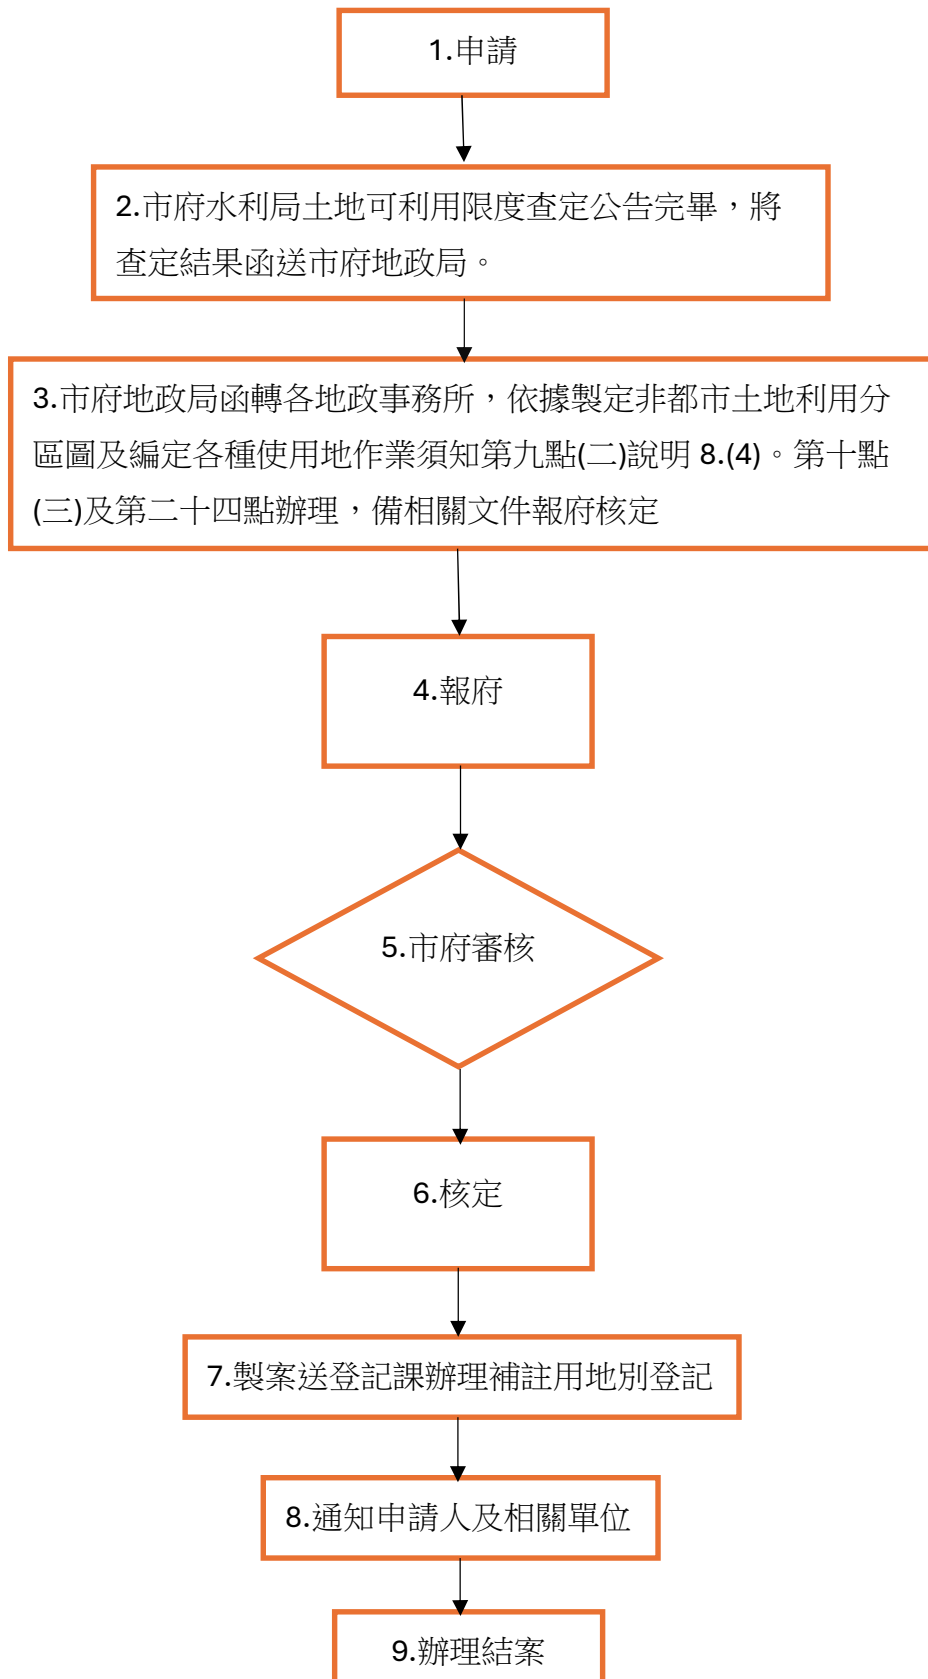 1.申請
2.市府水利局土地可利用限度查定公告完畢，將
查定結果函送市府地政局。
3.市府地政局函轉各地政事務所，依據製定非都市土地利用分
區圖及編定各種使用地作業須知第九點(二)說明 8.(4)。第十點
(三)及第二十四點辦理，備相關文件報府核定
4.報府
5.市府審核
6.核定
7.製案送登記課辦理補註用地別登記
8.通知申請人及相關單位
9.辦理結案